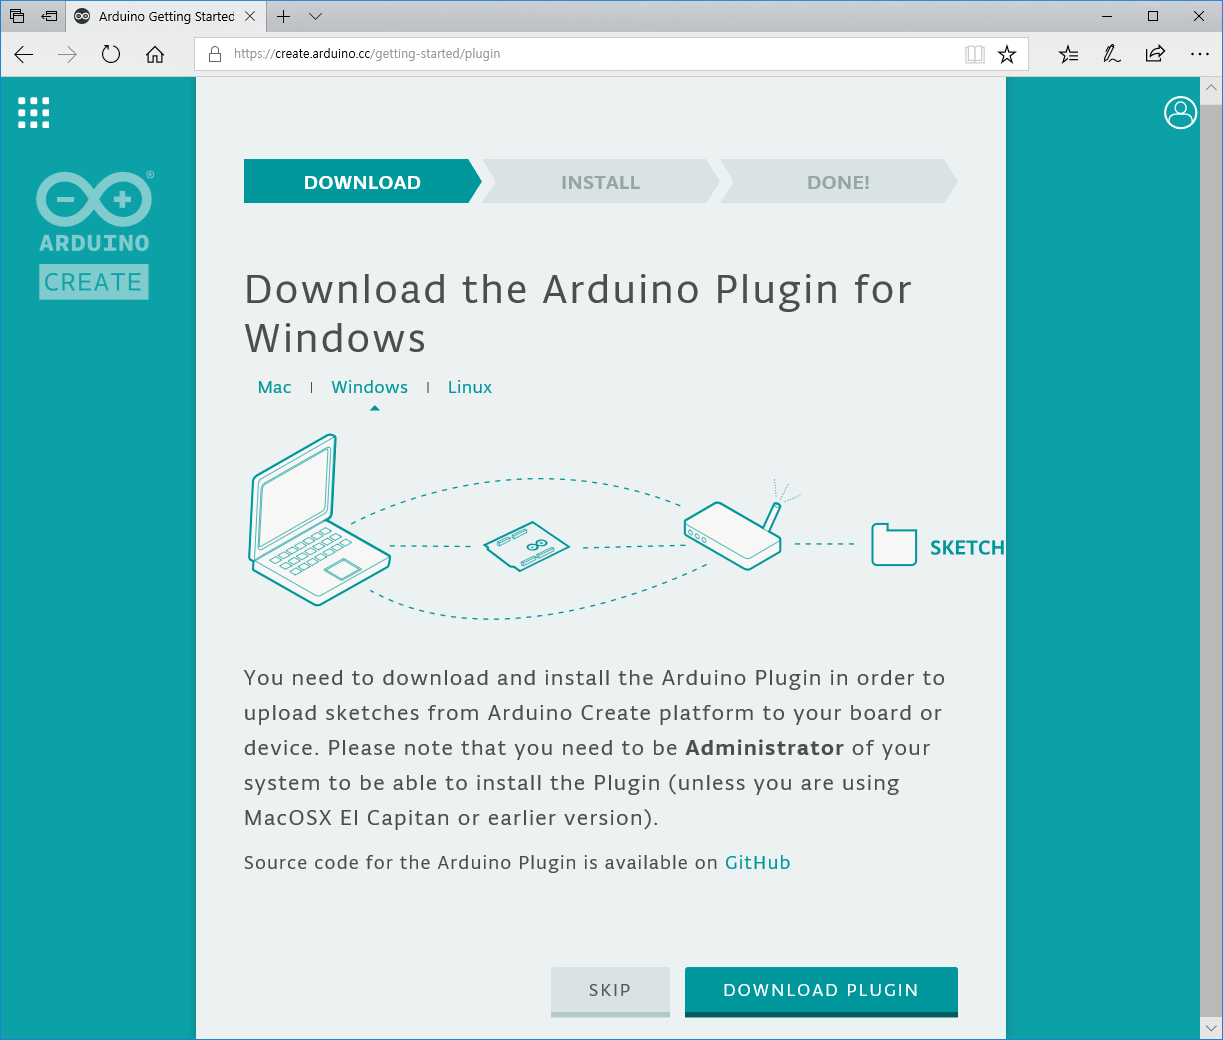 Arduino Getting Started
https://create.arduino.cc/getting-started/plugin
ARDUINO
CREATE
DOWNLOAD INSTALL DONE!
Download the Arduino Plugin for
Windows
Mac | Windows | Linux
SKETCH
You need to download and install the Arduino Plugin in order to
upload sketches from Arduino Create platform to your board or
device. Please note that you need to be Administrator of your
system to be able to install the Plugin (unless you are using
MacOSX El Capitan or earlier version).
Source code for the Arduino Plugin is available on GitHub
SKIP DOWNLOAD PLUGIN